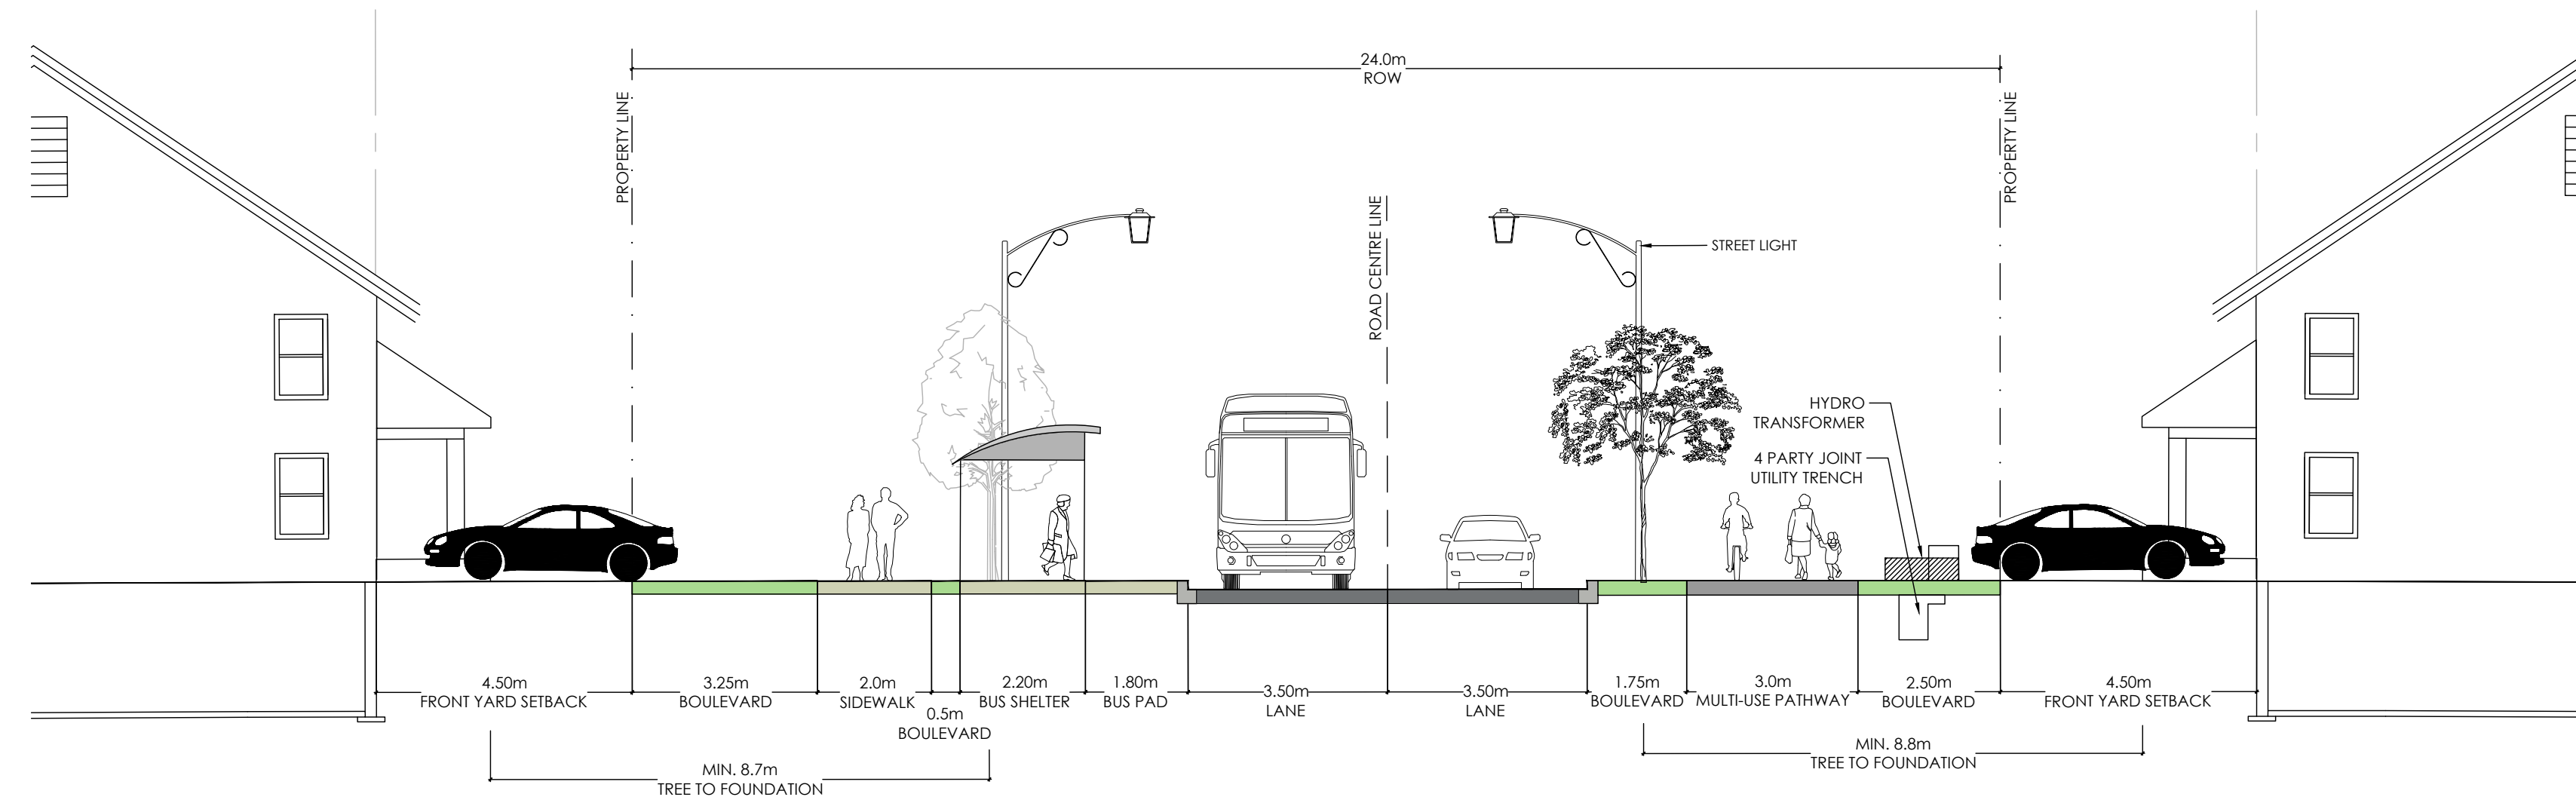 24.0m
ROW
PROPERTY LINE
PROPERTY LINE
ROAD CENTRE LINE
STREET LIGHT
HYDRO
TRANSFORMER
4 PARTY JOINT
UTILITY TRENCH
4.50m
FRONT YARD SETBACK
3.25m
BOULEVARD
2.0m
SIDEWALK
0.5m
BOULEVARD
2.20m
BUS SHELTER
1.80m
BUS PAD
3.50m
LANE
3.50m
LANE
1.75m
BOULEVARD
3.0m
MULTI-USE PATHWAY
2.50m
BOULEVARD
4.50m
FRONT YARD SETBACK
MIN. 8.7m
TREE TO FOUNDATION
MIN. 8.8m
TREE TO FOUNDATION